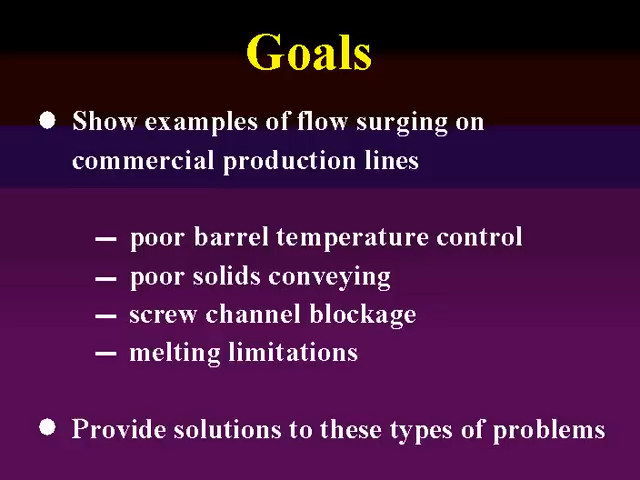 Goals
● Show examples of flow surging on
commercial production lines
– poor barrel temperature control
– poor solids conveying
– screw channel blockage
– melting limitations
● Provide solutions to these types of problems